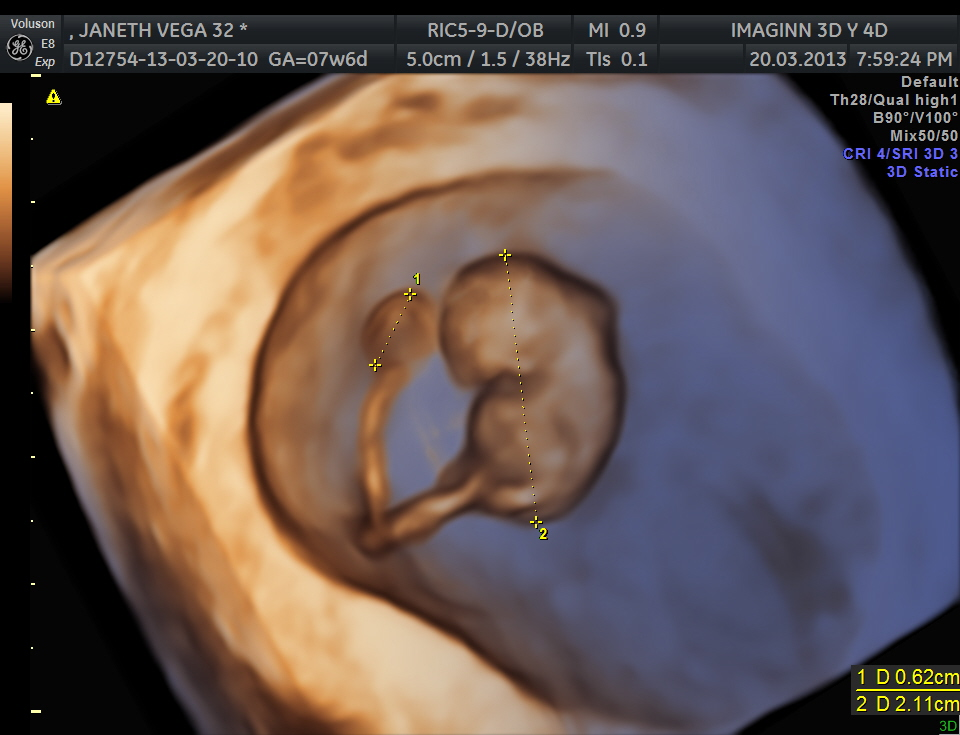 Voluson
E8
Exp
, JANETH VEGA 32 *
RIC5-9-D/OB
MI 0.9
IMAGINN 3D Y 4D
D12754-13-03-20-10 GA=07w6d
5.0cm / 1.5 / 38Hz
TIs 0.1
20.03.2013 7:59:24 PM
Default
Th28/Qual high1
B90°/V100°
Mix50/50
CRI 4/SRI 3D 3
3D Static
1
2
1 D 0.62cm
2 D 2.11cm
3D